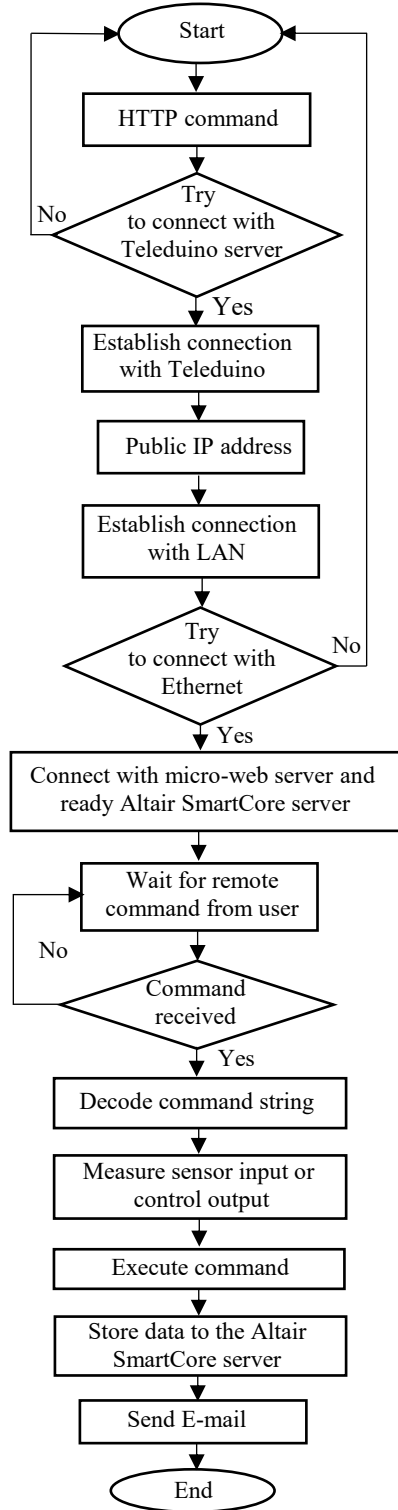 Start
HTTP command
Try
to connect with
Teleduino server
No
Yes
Establish connection
with Teleduino
Public IP address
Establish connection
with LAN
Try
to connect with
Ethernet
No
Yes
Connect with micro-web server and
ready Altair SmartCore server
Wait for remote
command from user
No
Command
received
Yes
Decode command string
Measure sensor input or
control output
Execute command
Store data to the Altair
SmartCore server
Send E-mail
End